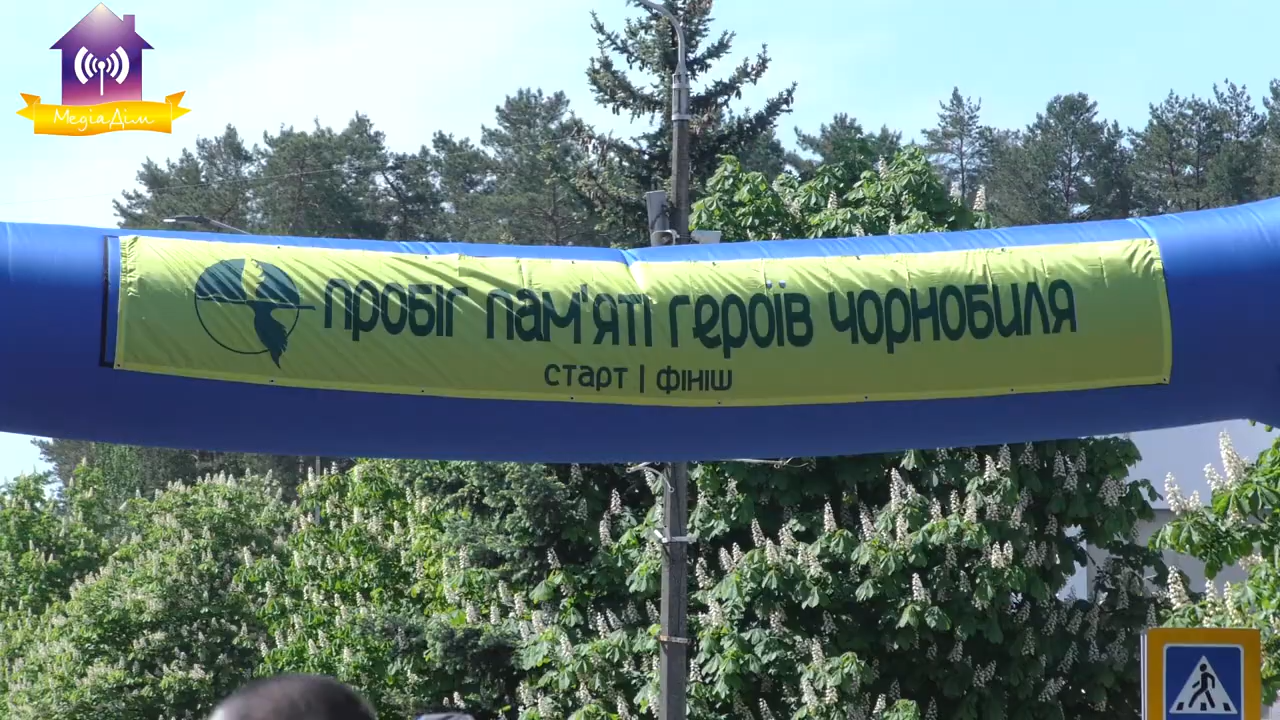 МедіаДім
пробіг пам'яті героїв чорнобиля
старт | фініш